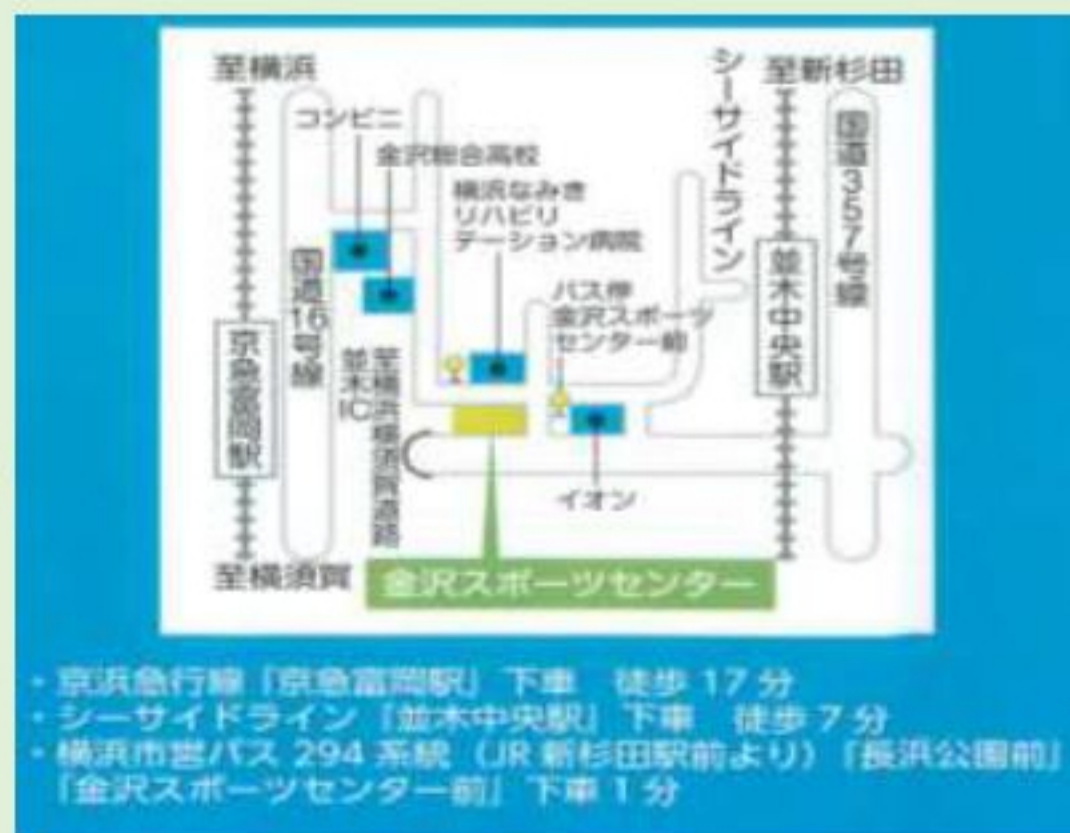 至横浜
コンビニ
金沢総合高校
横浜なみき
リハビリ
テーション病院
シーサイドライン
至新杉田
国道357号線
並木中央駅
国道16号線
京急富岡駅
至横浜横須賀道路
並木IC
バス停
金沢スポーツ
センター前
イオン
至横須賀
金沢スポーツセンター
・京浜急行線「京急富岡駅」下車 徒歩 17 分
・シーサイドライン「並木中央駅」下車 徒歩 7 分
・横浜市営バス 294 系統（JR 新杉田駅前より）「長浜公園前」
「金沢スポーツセンター前」下車 1 分